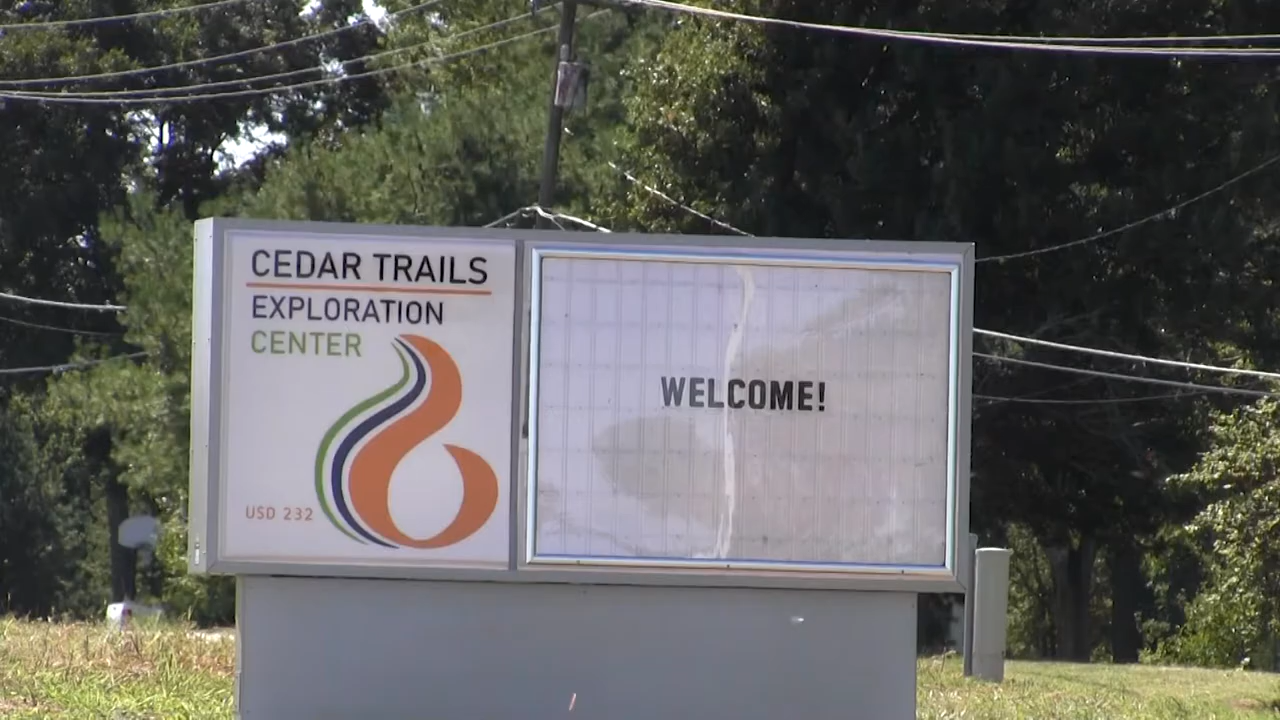 CEDAR TRAILS
EXPLORATION
CENTER
USD 232
WELCOME!